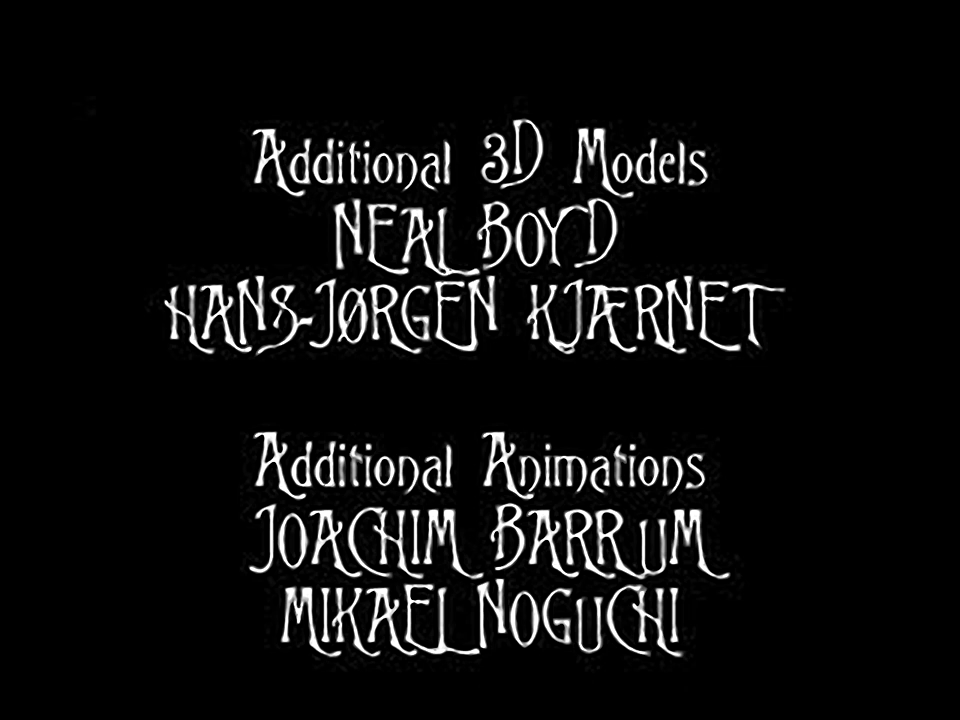 Additional 3D Models
NEAL BOYD
HANS-JØRGEN KJÆRNET
Additional Animations
JOACHIM BARRUM
MIKAEL NOGUCHI